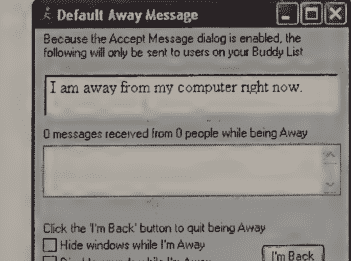 Default Away Message
Because the Accept Message dialog is enabled, the
following will only be sent to users on your Buddy List
I am away from my computer right now.
0 messages received from 0 people while being Away
Click the 'I'm Back' button to quit being Away
Hide windows while I'm Away
I'm Back